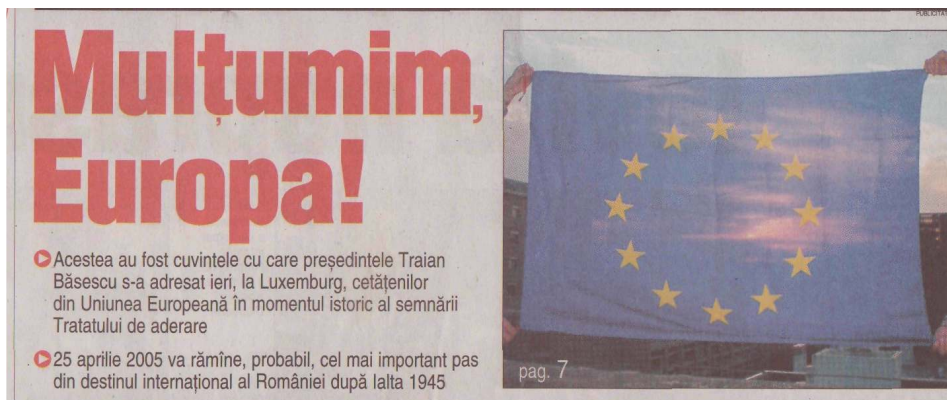 PUBLICITATE
Mulțumim,
Europa!
Acestea au fost cuvintele cu care președintele Traian
Băsescu s-a adresat ieri, la Luxemburg, cetățenilor
din Uniunea Europeană în momentul istoric al semnării
Tratatului de aderare
25 aprilie 2005 va rămîne, probabil, cel mai important pas
din destinul internațional al României după Ialta 1945
pag. 7